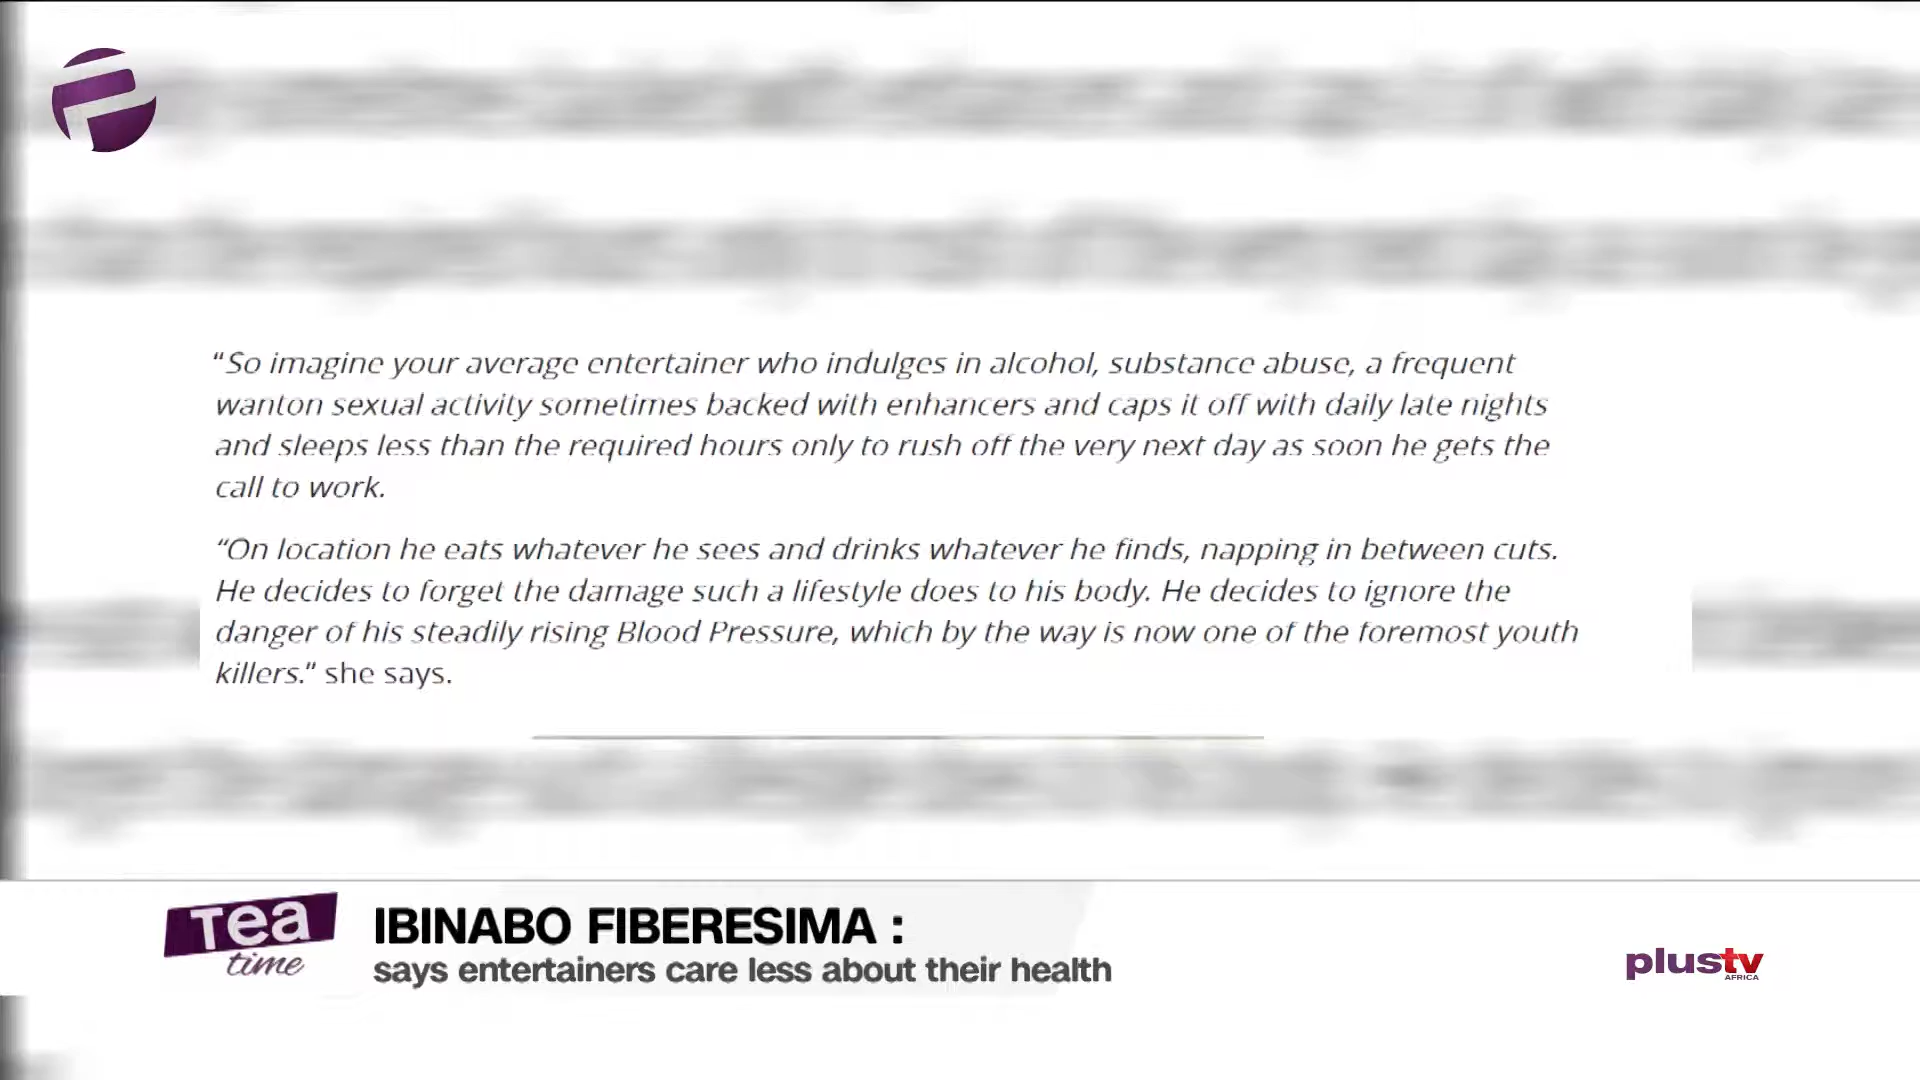 “So imagine your average entertainer who indulges in alcohol, substance abuse, a frequent
wanton sexual activity sometimes backed with enhancers and caps it off with daily late nights
and sleeps less than the required hours only to rush off the very next day as soon he gets the
call to work.
“On location he eats whatever he sees and drinks whatever he finds, napping in between cuts.
He decides to forget the damage such a lifestyle does to his body. He decides to ignore the
danger of his steadily rising Blood Pressure, which by the way is now one of the foremost youth
killers.” she says.
Tea
time
IBINABO FIBERESIMA :
says entertainers care less about their health
plustv
AFRICA